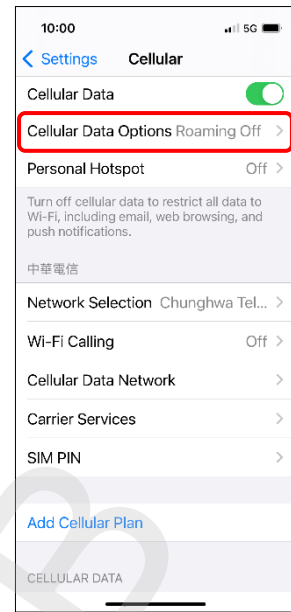 10:00 5G
Settings Cellular
Cellular Data
Cellular Data Options Roaming Off
Personal Hotspot Off
Turn off cellular data to restrict all data to
Wi-Fi, including email, web browsing, and
push notifications.
中華電信
Network Selection Chunghwa Tel...
Wi-Fi Calling Off
Cellular Data Network
Carrier Services
SIM PIN
Add Cellular Plan
CELLULAR DATA